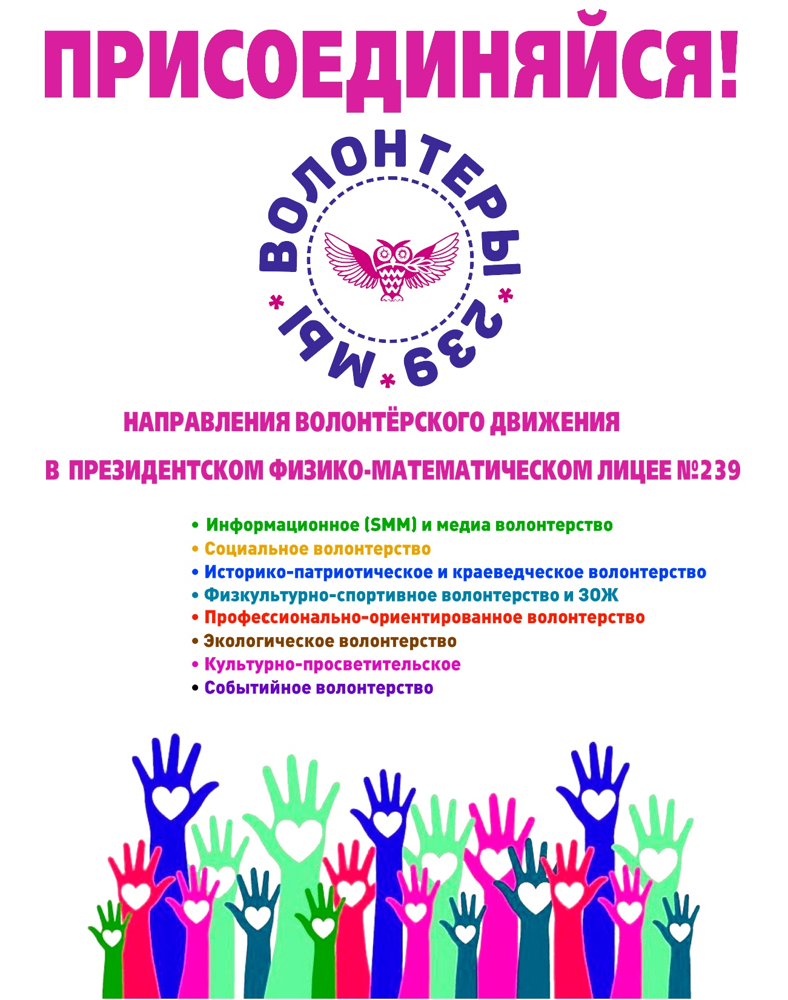 ПРИСОЕДИНЯЙСЯ!
ВОЛОНТЕРЫ * 239 * МЫ *
НАПРАВЛЕНИЯ ВОЛОНТЁРСКОГО ДВИЖЕНИЯ
В ПРЕЗИДЕНТСКОМ ФИЗИКО-МАТЕМАТИЧЕСКОМ ЛИЦЕЕ №239
• Информационное (SMM) и медиа волонтерство
• Социальное волонтерство
• Историко-патриотическое и краеведческое волонтерство
• Физкультурно-спортивное волонтерство и ЗОЖ
• Профессионально-ориентированное волонтерство
• Экологическое волонтерство
• Культурно-просветительское
• Событийное волонтерство